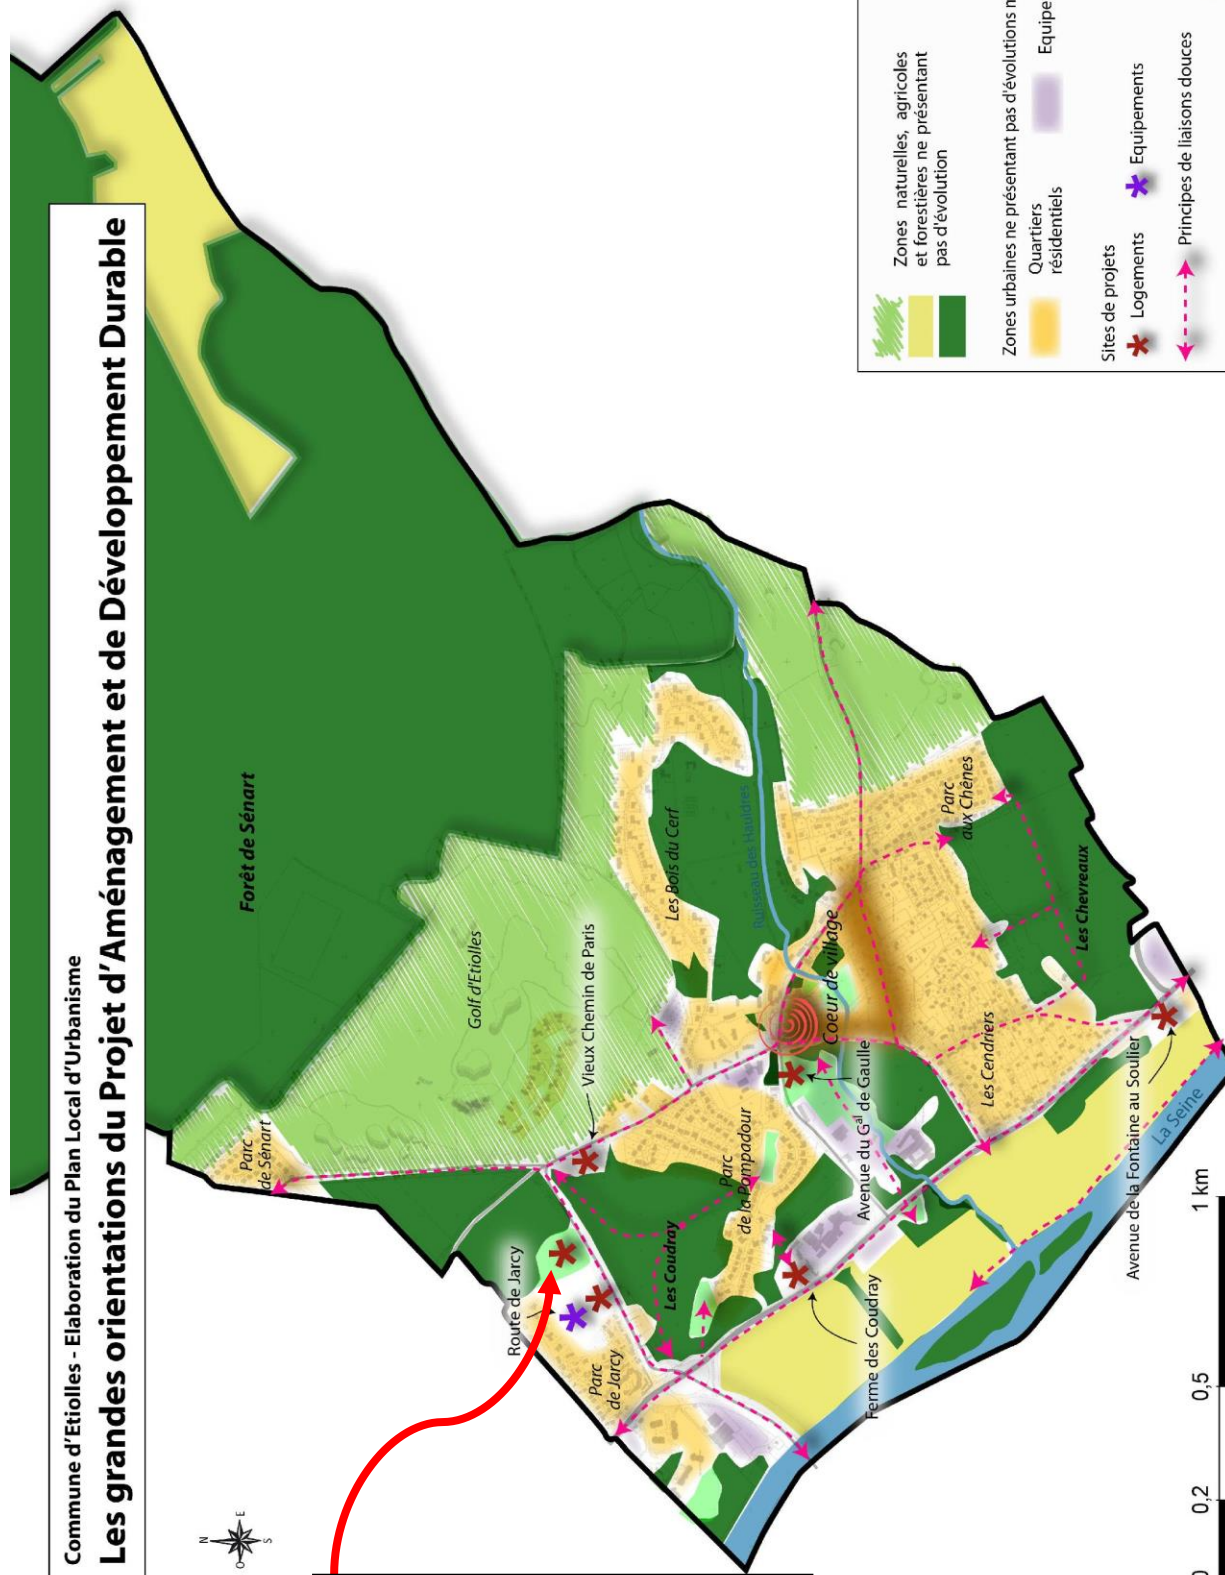 Commune d'Etiolles - Elaboration du Plan Local d'Urbanisme
Les grandes orientations du Projet d'Aménagement et de Développement Durable
N
E
S
O
Forêt de Sénart
Parc
de Sénart
Golf d'Etiolles
Vieux Chemin de Paris
Les Bois du Cerf
Ruisseau des Hauldres
Route de Jarcy
Parc
de Jarcy
Les Coudray
Parc
de la Pompadour
Coeur de village
Avenue du Gal de Gaulle
Ferme des Coudray
Parc
aux Chênes
Les Cendriers
Les Chevreaux
Avenue de la Fontaine au Soulier
La Seine
0
0,2
0,5
1 km
Zones naturelles, agricoles
et forestières ne présentant
pas d'évolution
Zones urbaines ne présentant pas d'évolutions
Quartiers
résidentiels
Sites de projets
Logements
Equipements
Principes de liaisons douces